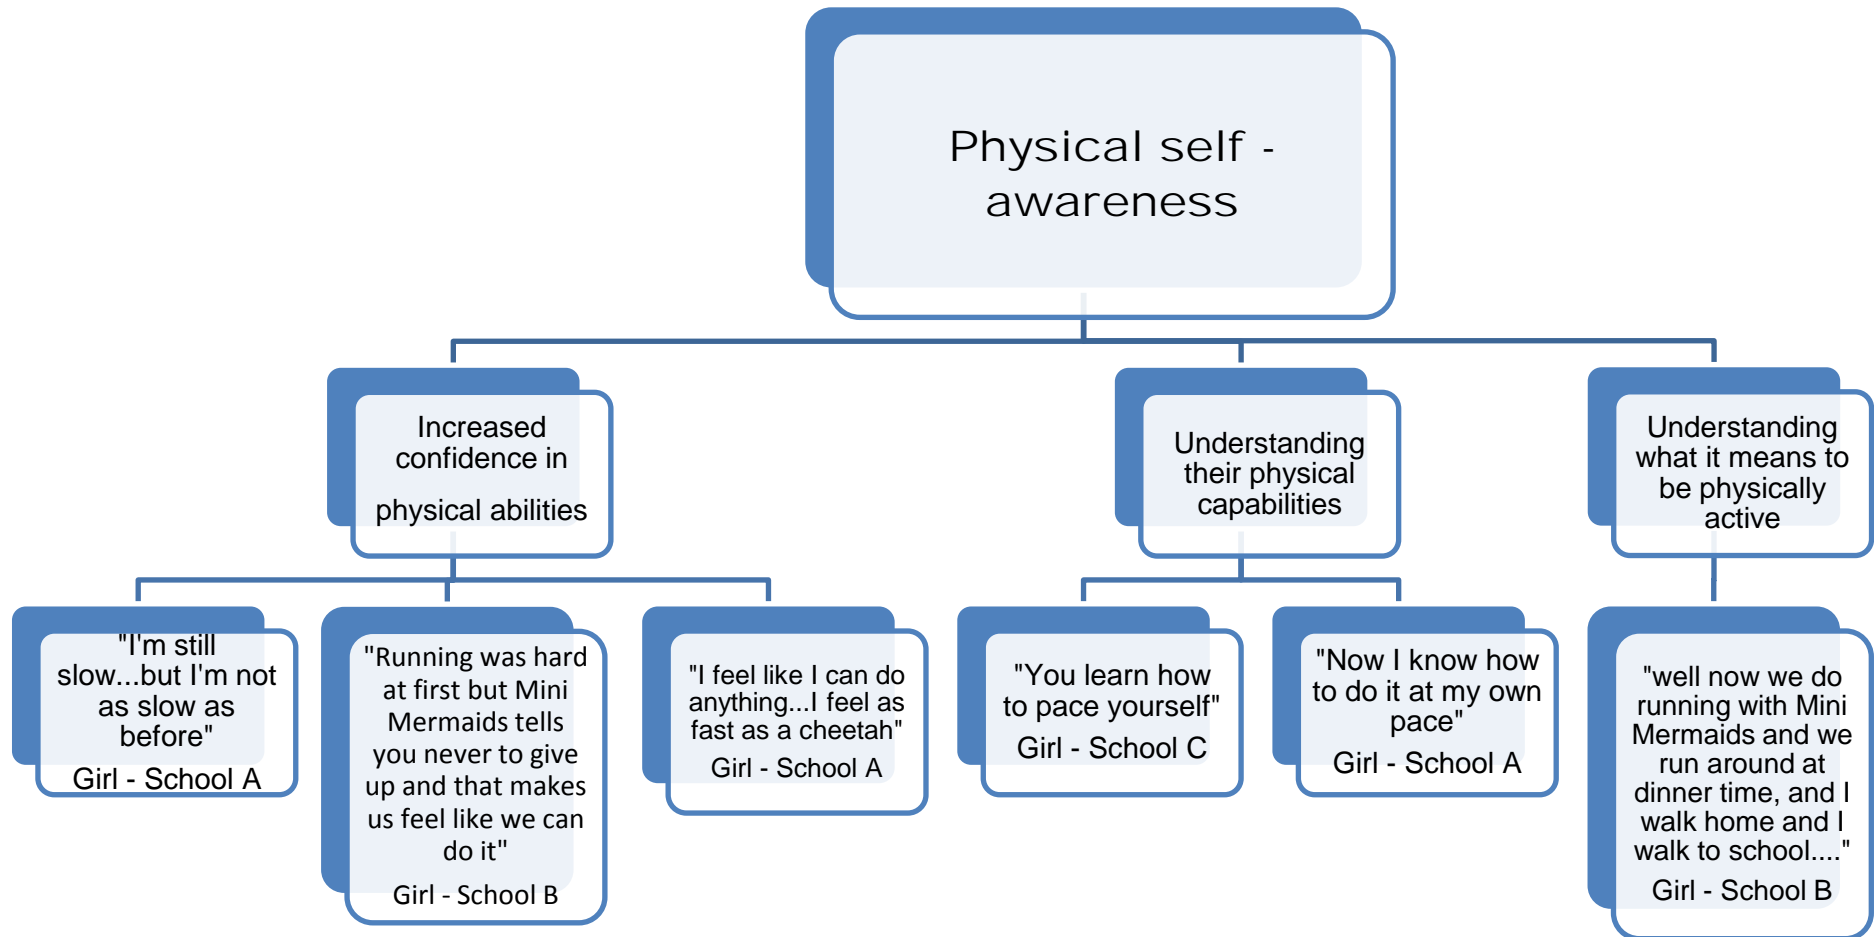 Physical self -
awareness
Increased
confidence in
physical abilities
Understanding
their physical
capabilities
Understanding
what it means to
be physically
active
"I'm still
slow...but I'm not
as slow as
before"
Girl - School A
"Running was hard
at first but Mini
Mermaids tells
you never to give
up and that makes
us feel like we can
do it"
Girl - School B
"I feel like I can do
anything...I feel as
fast as a cheetah"
Girl - School A
"You learn how
to pace yourself"
Girl - School C
"Now I know how
to do it at my own
pace"
Girl - School A
"well now we do
running with Mini
Mermaids and we
run around at
dinner time, and I
walk home and I
walk to school...."
Girl - School B